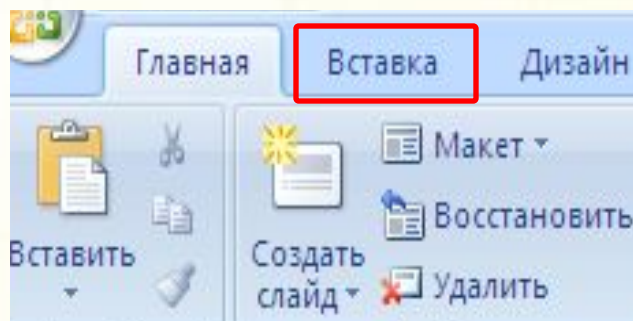 Главная Вставка Дизайн
Макет
Восстановить
Вставить Создать слайд Удалить